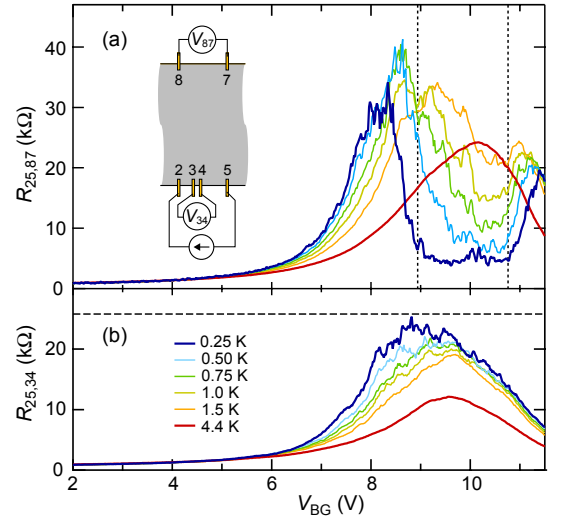 (a)
V87
8 7
2 3 4 5
V34
R25,87 (kΩ)
40
30
20
10
0
(b)
0.25 K
0.50 K
0.75 K
1.0 K
1.5 K
4.4 K
R25,34 (kΩ)
20
10
0
2 4 6 8 10
VBG (V)